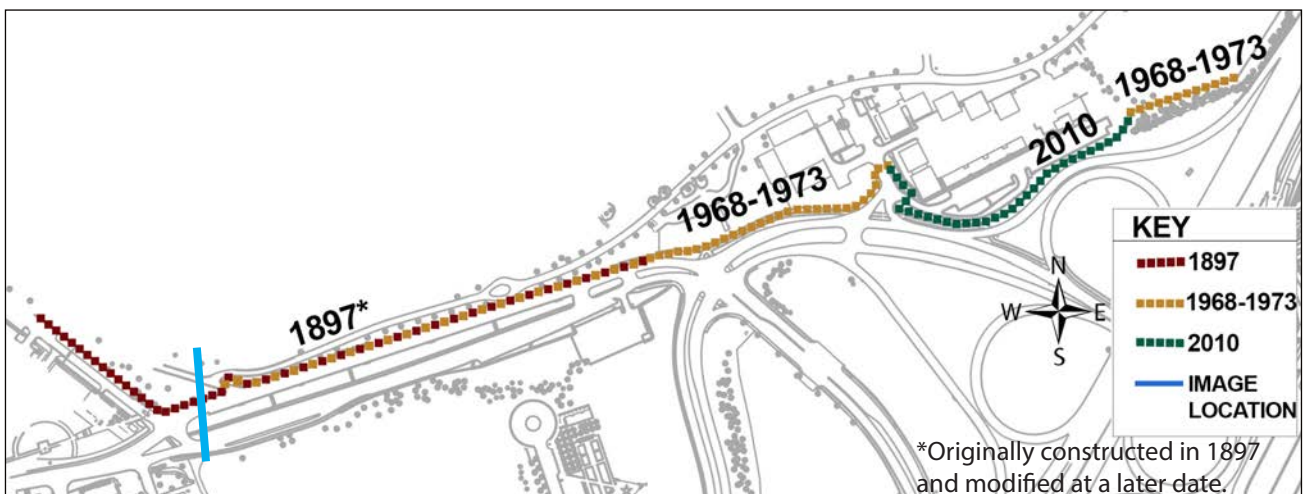 1968-1973
2010
1968-1973
1897*
KEY
1897
1968-1973
2010
IMAGE
LOCATION
N
W
E
S
*Originally constructed in 1897
and modified at a later date.